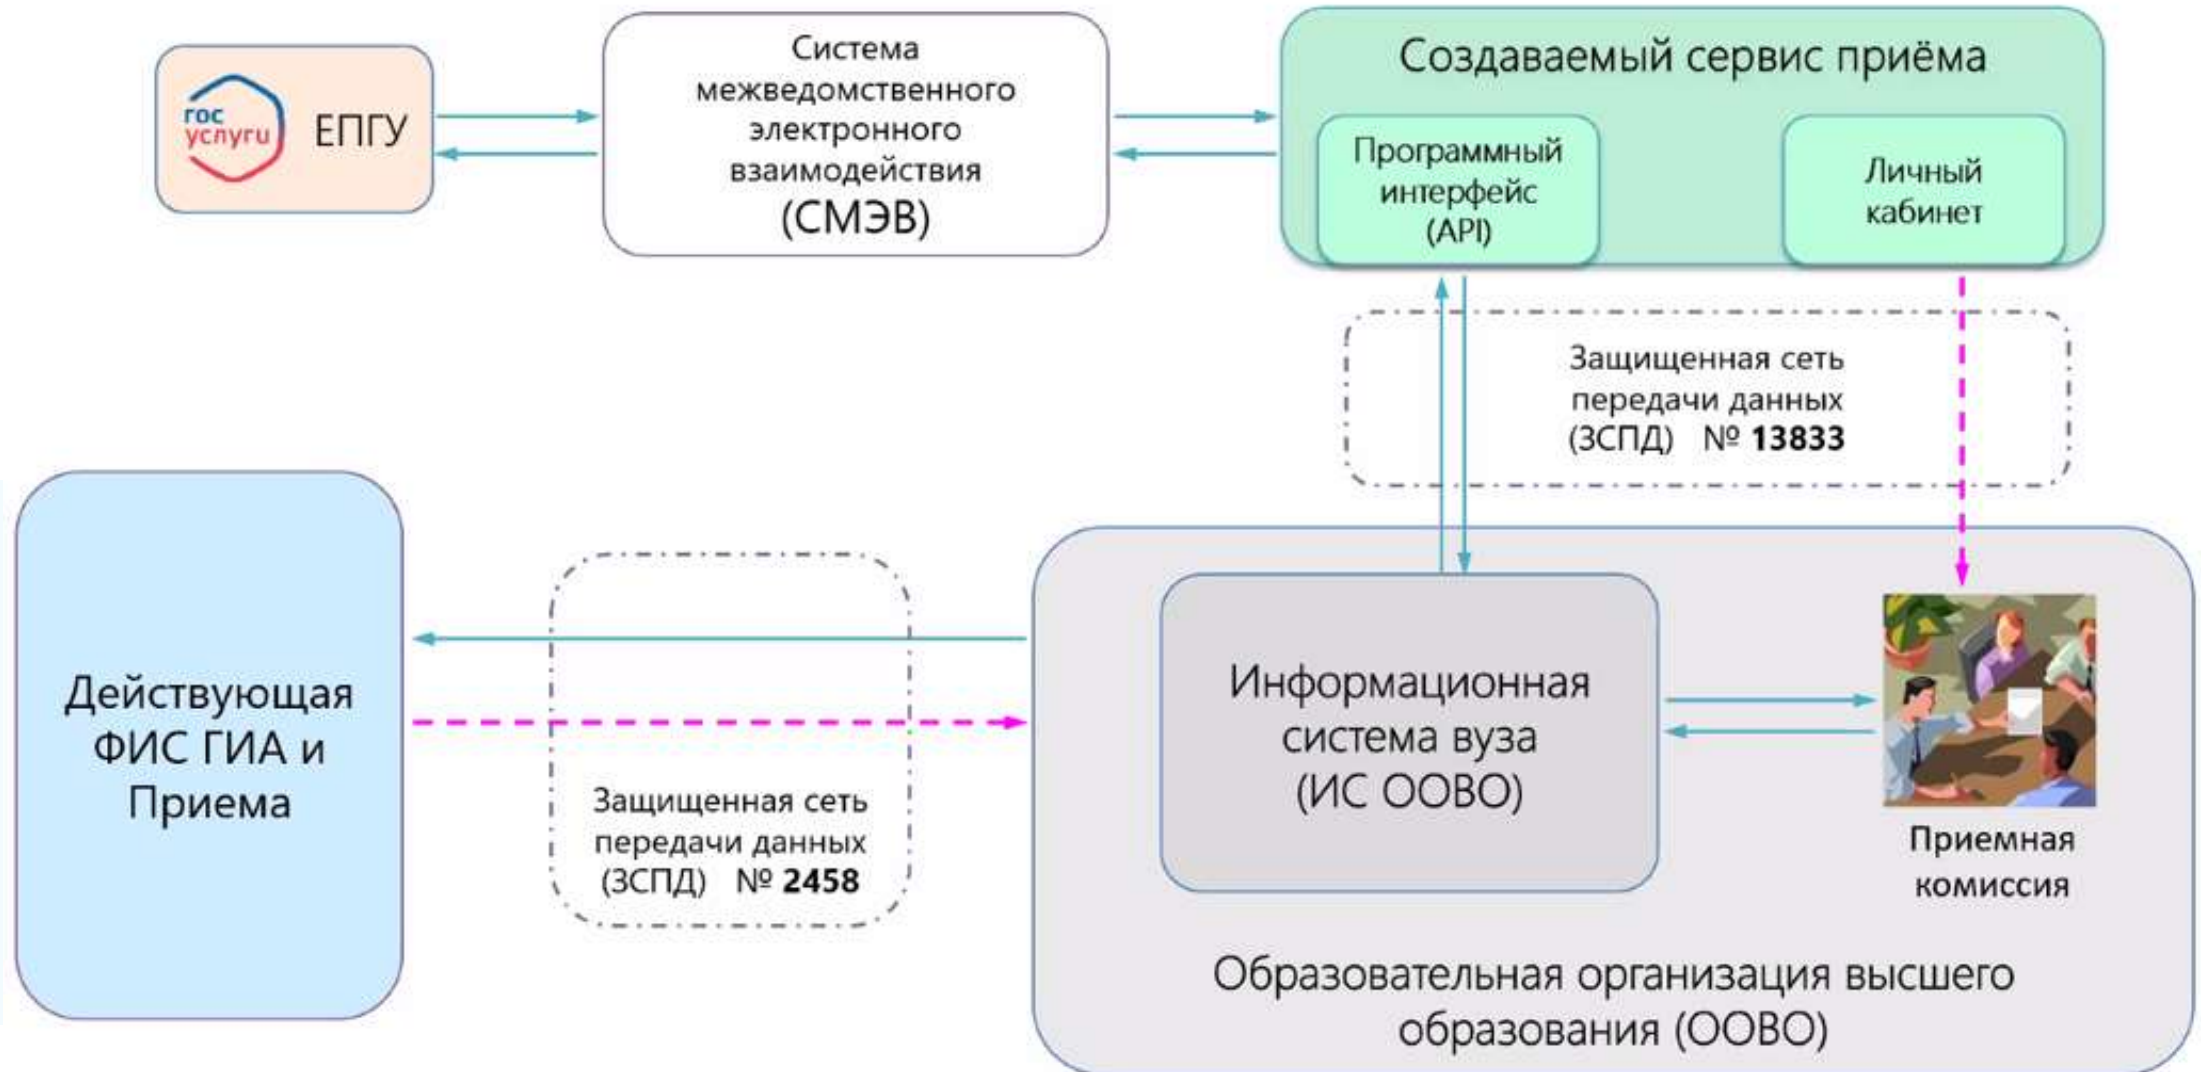 гос
услуги
ЕПГУ
Система
межведомственного
электронного
взаимодействия
(СМЭВ)
Создаваемый сервис приёма
Программный
интерфейс
(API)
Личный
кабинет
Защищенная сеть
передачи данных
(ЗСПД) № 13833
Действующая
ФИС ГИА и
Приема
Защищенная сеть
передачи данных
(ЗСПД) № 2458
Информационная
система вуза
(ИС ООВО)
Приемная
комиссия
Образовательная организация высшего
образования (ООВО)